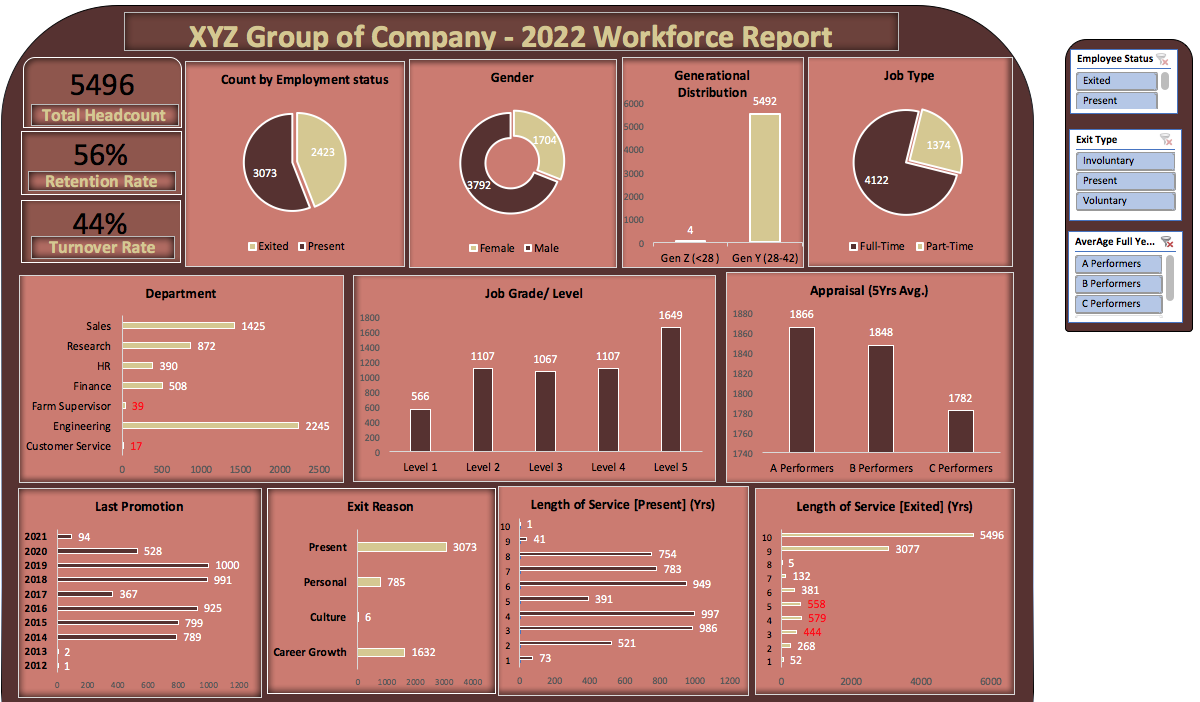 XYZ Group of Company - 2022 Workforce Report
5496
Total Headcount
56%
Retention Rate
44%
Turnover Rate
Count by Employment status
2423
3073
Exited Present
Gender
1704
3792
Female Male
Generational
Distribution
6000
5000
4000
3000
2000
1000
0
5492
4
Gen Z (<28 ) Gen Y (28-42)
Job Type
1374
4122
Full-Time Part-Time
Employee Status
Exited
Present
Exit Type
Involuntary
Present
Voluntary
AverAge Full Ye...
A Performers
B Performers
C Performers
Department
Sales 1425
Research 872
HR 390
Finance 508
Farm Supervisor 39
Engineering 2245
Customer Service 17
0 500 1000 1500 2000 2500
Job Grade/ Level
1800
1600
1400
1200
1000
800
600
400
200
0
566 1107 1067 1107 1649
Level 1 Level 2 Level 3 Level 4 Level 5
Appraisal (5Yrs Avg.)
1880
1860
1840
1820
1800
1780
1760
1740
1866 1848 1782
A Performers B Performers C Performers
Last Promotion
2021 94
2020 528
2019 1000
2018 991
2017 367
2016 925
2015 799
2014 789
2013 2
2012 1
0 200 400 600 800 1000 1200
Exit Reason
Present 3073
Personal 785
Culture 6
Career Growth 1632
0 1000 2000 3000 4000
Length of Service [Present] (Yrs)
10 1
9 41
8 754
7 783
6 949
5 391
4 997
3 986
2 521
1 73
0 200 400 600 800 1000 1200
Length of Service [Exited] (Yrs)
10 5496
9 3077
8 5
7 132
6 381
5 558
4 579
3 444
2 268
1 52
0 2000 4000 6000